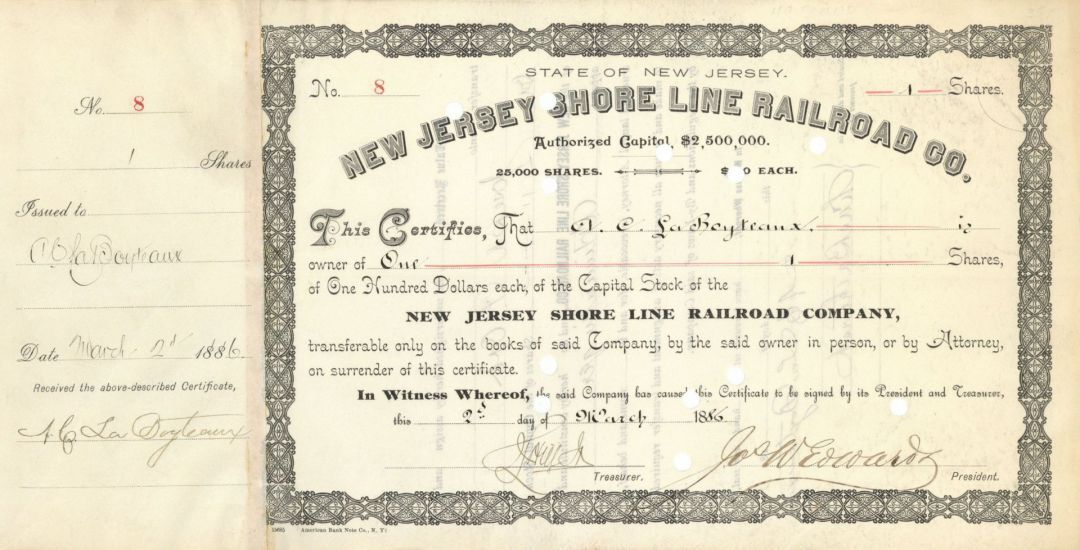 No. 8
1 Shares
Issued to
La Boyteaux
Date March 2d 1886.
Received the above-described Certificate,
A. C. La Boyteaux
STATE OF NEW JERSEY.
No. 8
1 Shares.
NEW JERSEY SHORE LINE RAILROAD CO.
Authorized Capital, $2,500,000.
25,000 SHARES. $ 0 EACH.
This Certifies, That A. C. La Boyteaux. is
owner of One 1 Shares,
of One Hundred Dollars each, of the Capital Stock of the
NEW JERSEY SHORE LINE RAILROAD COMPANY,
transferable only on the books of said Company, by the said owner in person, or by Attorney,
on surrender of this certificate.
In Witness Whereof, the said Company has caused this Certificate to be signed by its President and Treasurer,
this 2d day of March 1886
Jos W Edwards
Treasurer. President.
American Bank Note Co., N. Y.